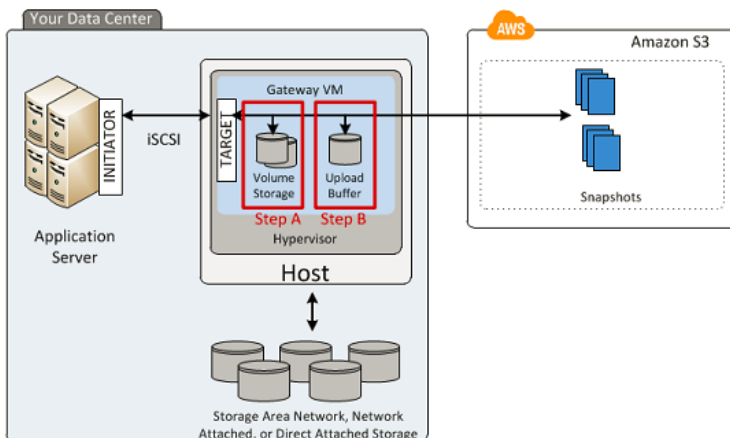 Your Data Center
AWS
Amazon S3
Gateway VM
INITIATOR
iSCSI
TARGET
Volume
Storage
Upload
Buffer
Step A
Step B
Hypervisor
Host
Application
Server
Snapshots
Storage Area Network, Network
Attached, or Direct Attached Storage